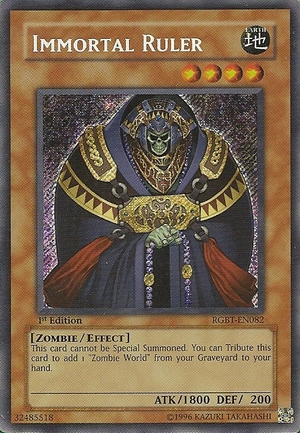 IMMORTAL RULER
EARTH
地
1st Edition
RGBT-EN082
[ZOMBIE/EFFECT]
This card cannot be Special Summoned. You can Tribute
this card to add 1 "Zombie World" from your Graveyard to your
hand.
ATK/1800 DEF/ 200
32485518
©1996 KAZUKI TAKAHASHI